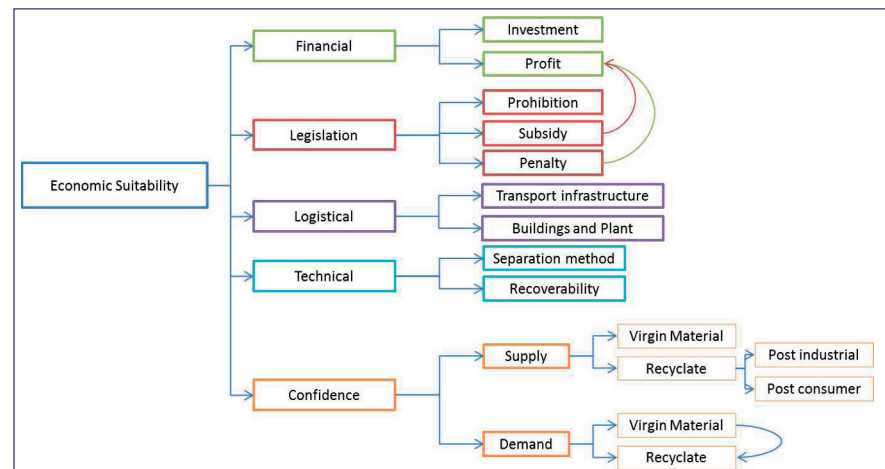 Economic Suitability
Financial
Investment
Profit
Legislation
Prohibition
Subsidy
Penalty
Logistical
Transport infrastructure
Buildings and Plant
Technical
Separation method
Recoverability
Confidence
Supply
Virgin Material
Recyclate
Post industrial
Post consumer
Demand
Virgin Material
Recyclate